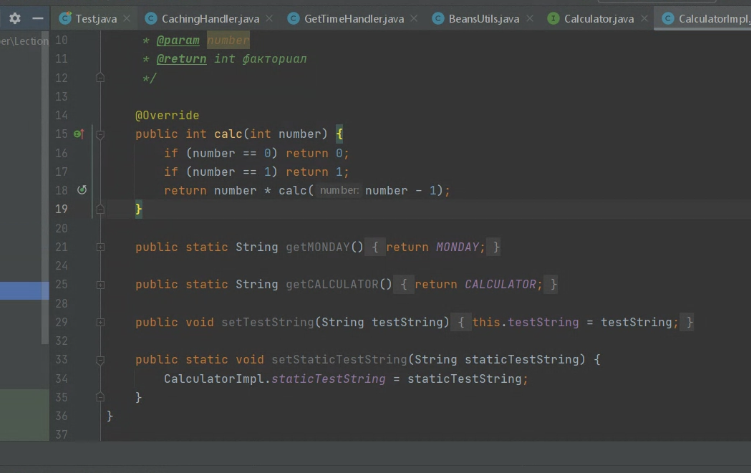 Test.java CachingHandler.java GetTimeHandler.java BeansUtils.java Calculator.java CalculatorImpl.
er\Lection
10 * @param number
11 * @return int факториал
12 */
13
14 @Override
15 public int calc(int number) {
16 if (number == 0) return 0;
17 if (number == 1) return 1;
18 return number * calc( number: number - 1);
19 }
20
21 public static String getMONDAY() { return MONDAY; }
24
25 public static String getCALCULATOR() { return CALCULATOR; }
28
29 public void setTestString(String testString) { this.testString = testString; }
32
33 public static void setStaticTestString(String staticTestString) {
34 CalculatorImpl.staticTestString = staticTestString;
35 }
36 }
37